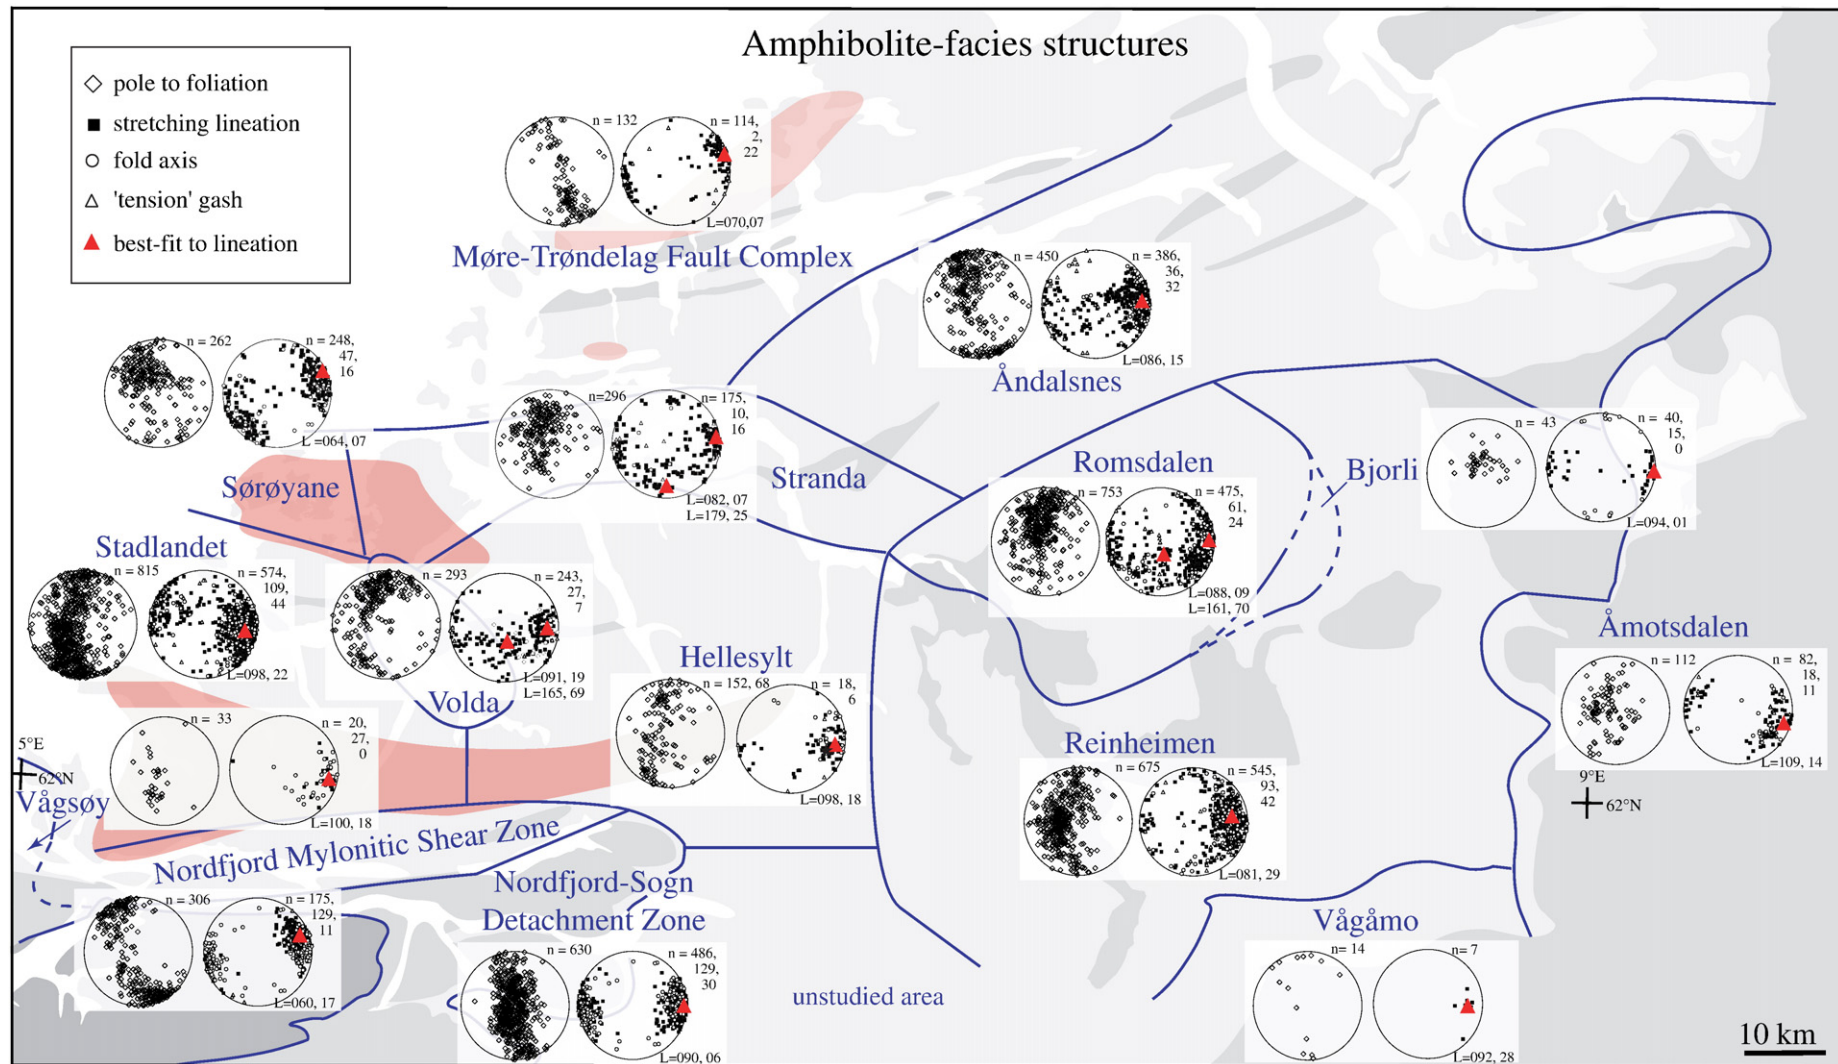 Amphibolite-facies structures
pole to foliation
stretching lineation
fold axis
'tension' gash
best-fit to lineation
n = 132
n = 114,
2,
22
L=070,07
Møre-Trøndelag Fault Complex
n = 450
n = 386,
36,
32
L=086, 15
Åndalsnes
n = 262
n = 248,
47,
16
L =064, 07
Sørøyane
n=296
n = 175,
10,
16
L=082, 07
L=179, 25
Stranda
Romsdalen
n = 753
n = 475,
61,
24
L=088, 09
L=161, 70
Bjorli
n = 43
n = 40,
15,
0
L=094, 01
Stadlandet
n = 815
n = 574,
109,
44
L=098, 22
n = 293
n = 243,
27,
7
L=091, 19
L=165, 69
Volda
Hellesylt
n = 152, 68
n = 18,
6
L=098, 18
Åmotsdalen
n = 112
n = 82,
18,
11
L=109, 14
9°E
62°N
5°E
62°N
Vågsøy
n = 33
n = 20,
27,
0
L=100, 18
Nordfjord Mylonitic Shear Zone
Reinheimen
n = 675
n = 545,
93,
42
L=081, 29
n = 306
n = 175,
129,
11
L=060, 17
Nordfjord-Sogn
Detachment Zone
n = 630
n = 486,
129,
30
L=090, 06
unstudied area
Vågåmo
n= 14
n= 7
L=092, 28
10 km